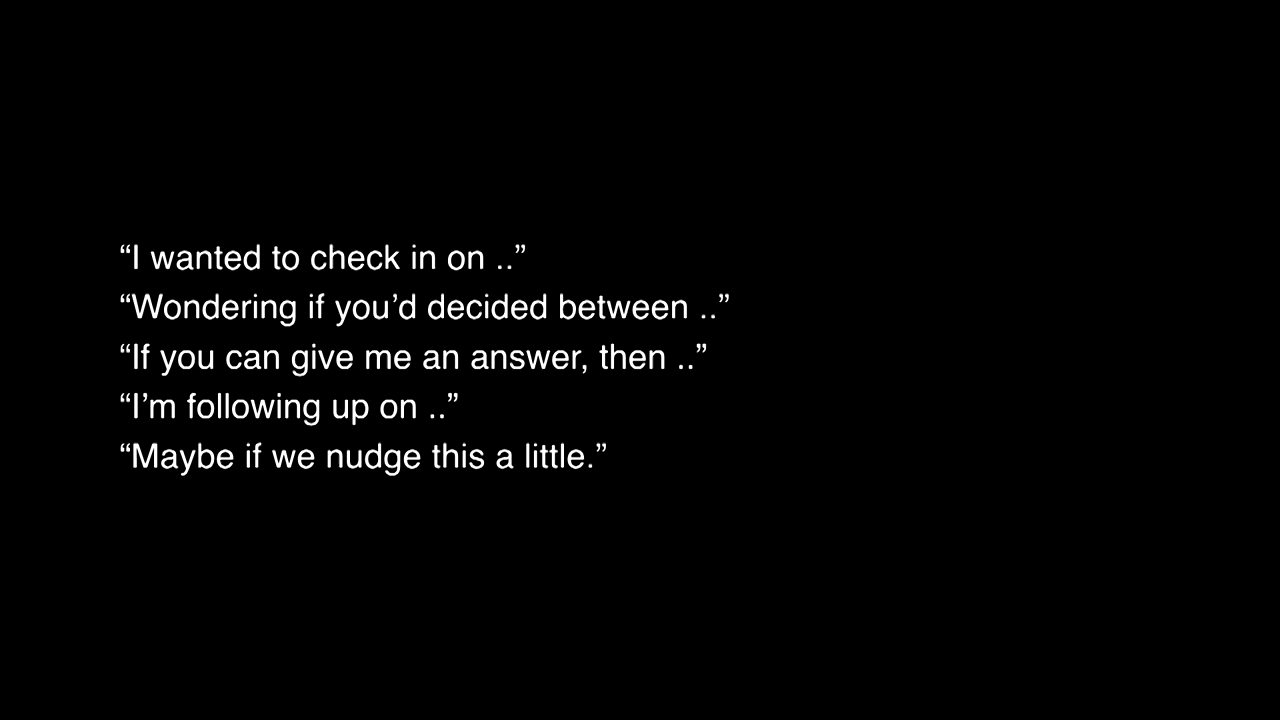 “I wanted to check in on ..”
“Wondering if you’d decided between ..”
“If you can give me an answer, then ..”
“I’m following up on ..”
“Maybe if we nudge this a little.”